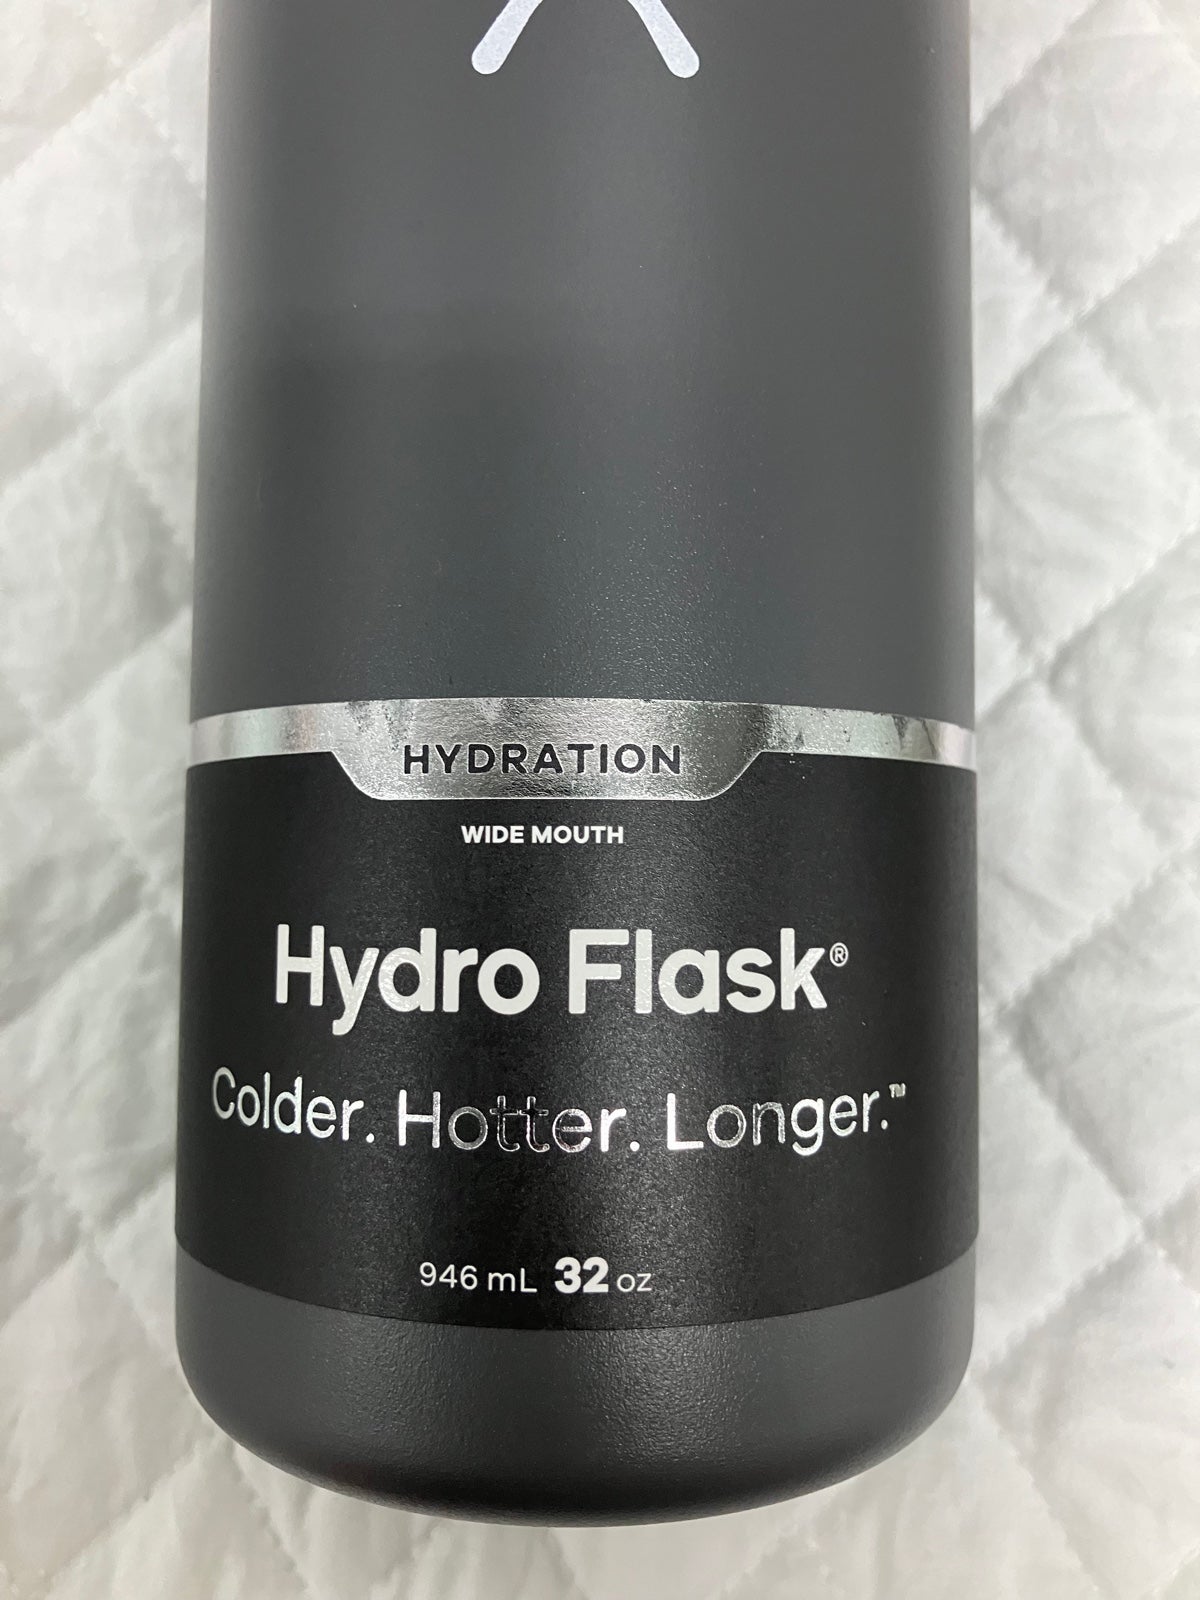 HYDRATION
WIDE MOUTH
Hydro Flask®
Colder. Hotter. Longer.™
946 mL 32 oz